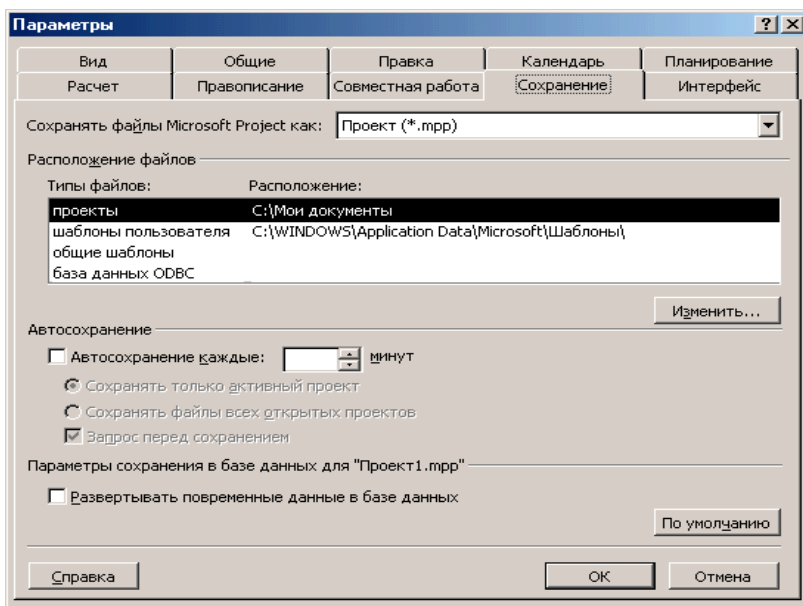 Параметры
Вид Общие Правка Календарь Планирование
Расчет Правописание Совместная работа Сохранение Интерфейс
Сохранять файлы Microsoft Project как: Проект (*.mpp)
Расположение файлов
Типы файлов: Расположение:
проекты C:\Мои документы
шаблоны пользователя C:\WINDOWS\Application Data\Microsoft\Шаблоны\
общие шаблоны
база данных ODBC
Изменить...
Автосохранение
Автосохранение каждые: минут
Сохранять только активный проект
Сохранять файлы всех открытых проектов
Запрос перед сохранением
Параметры сохранения в базе данных для "Проект1.mpp"
Развертывать повременные данные в базе данных
По умолчанию
Справка ОК Отмена